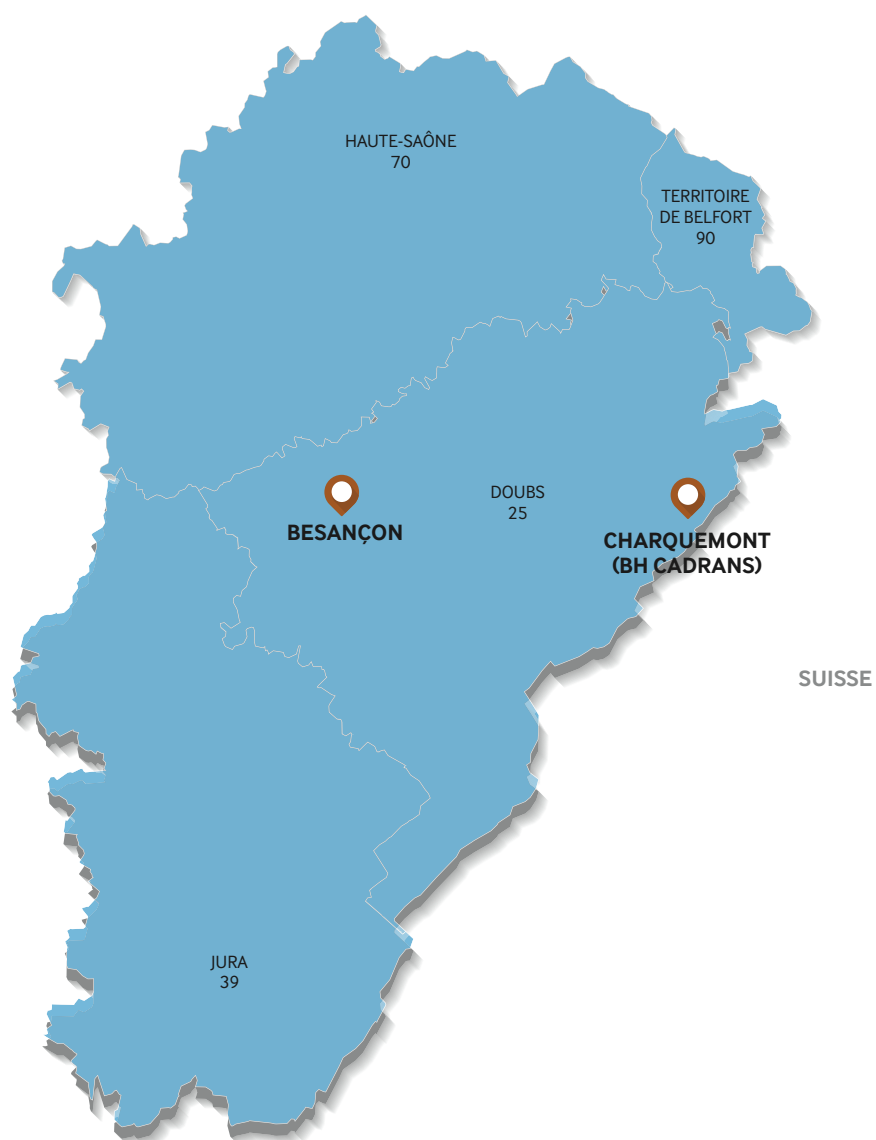 HAUTE-SAÔNE
70
TERRITOIRE
DE BELFORT
90
DOUBS
25
BESANÇON
CHARQUEMONT
(BH CADRANS)
SUISSE
JURA
39